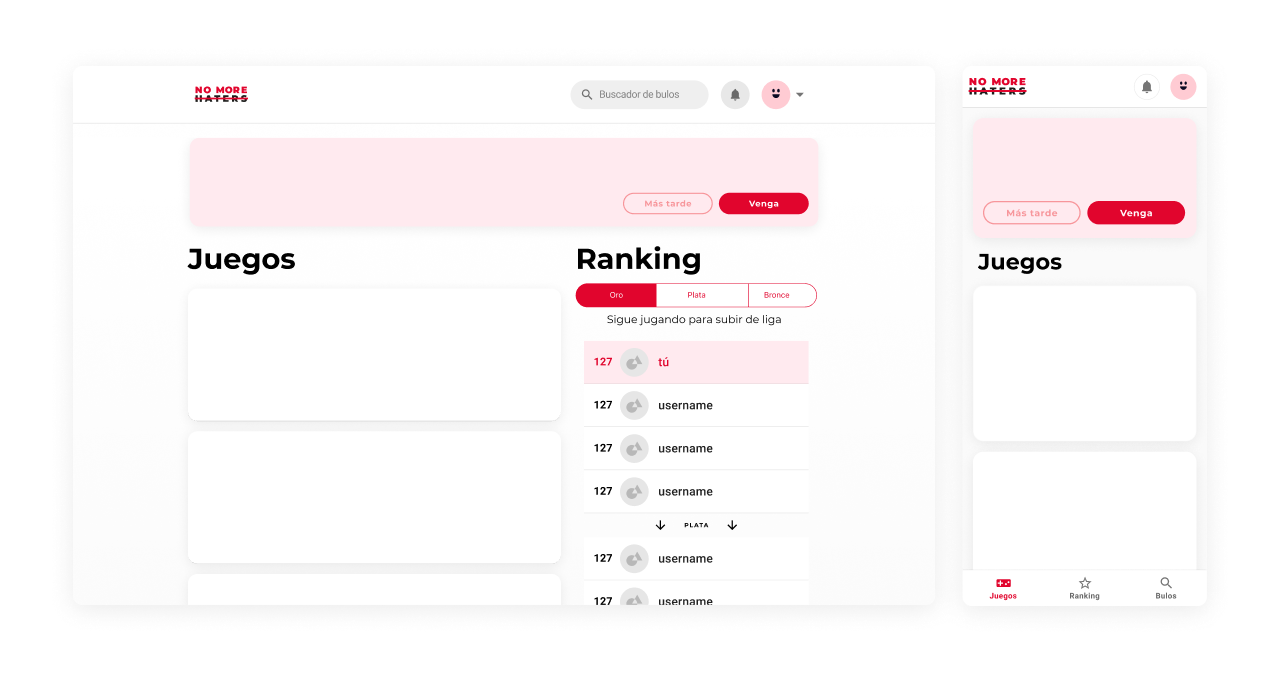 NO MORE
HATERS
Buscador de bulos
Más tarde
Venga
Juegos
Ranking
Oro
Plata
Bronce
Sigue jugando para subir de liga
127 tú
127 username
127 username
127 username
PLATA
127 username
127 username
NO MORE
HATERS
Más tarde
Venga
Juegos
Juegos
Ranking
Bulos